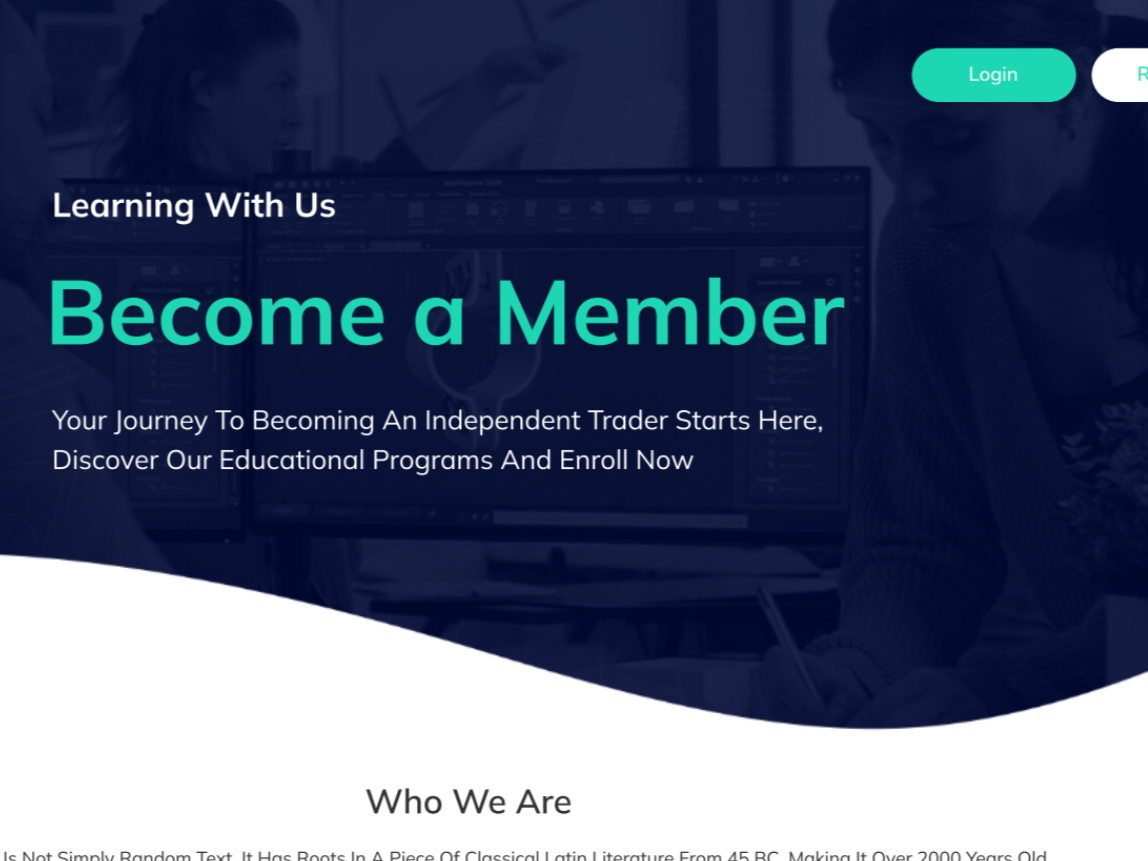 Login
Learning With Us
Become a Member
Your Journey To Becoming An Independent Trader Starts Here,
Discover Our Educational Programs And Enroll Now
Who We Are
Is Not Simply Random Text. It Has Roots In A Piece Of Classical Latin Literature From 45 BC, Making It Over 2000 Years Old.